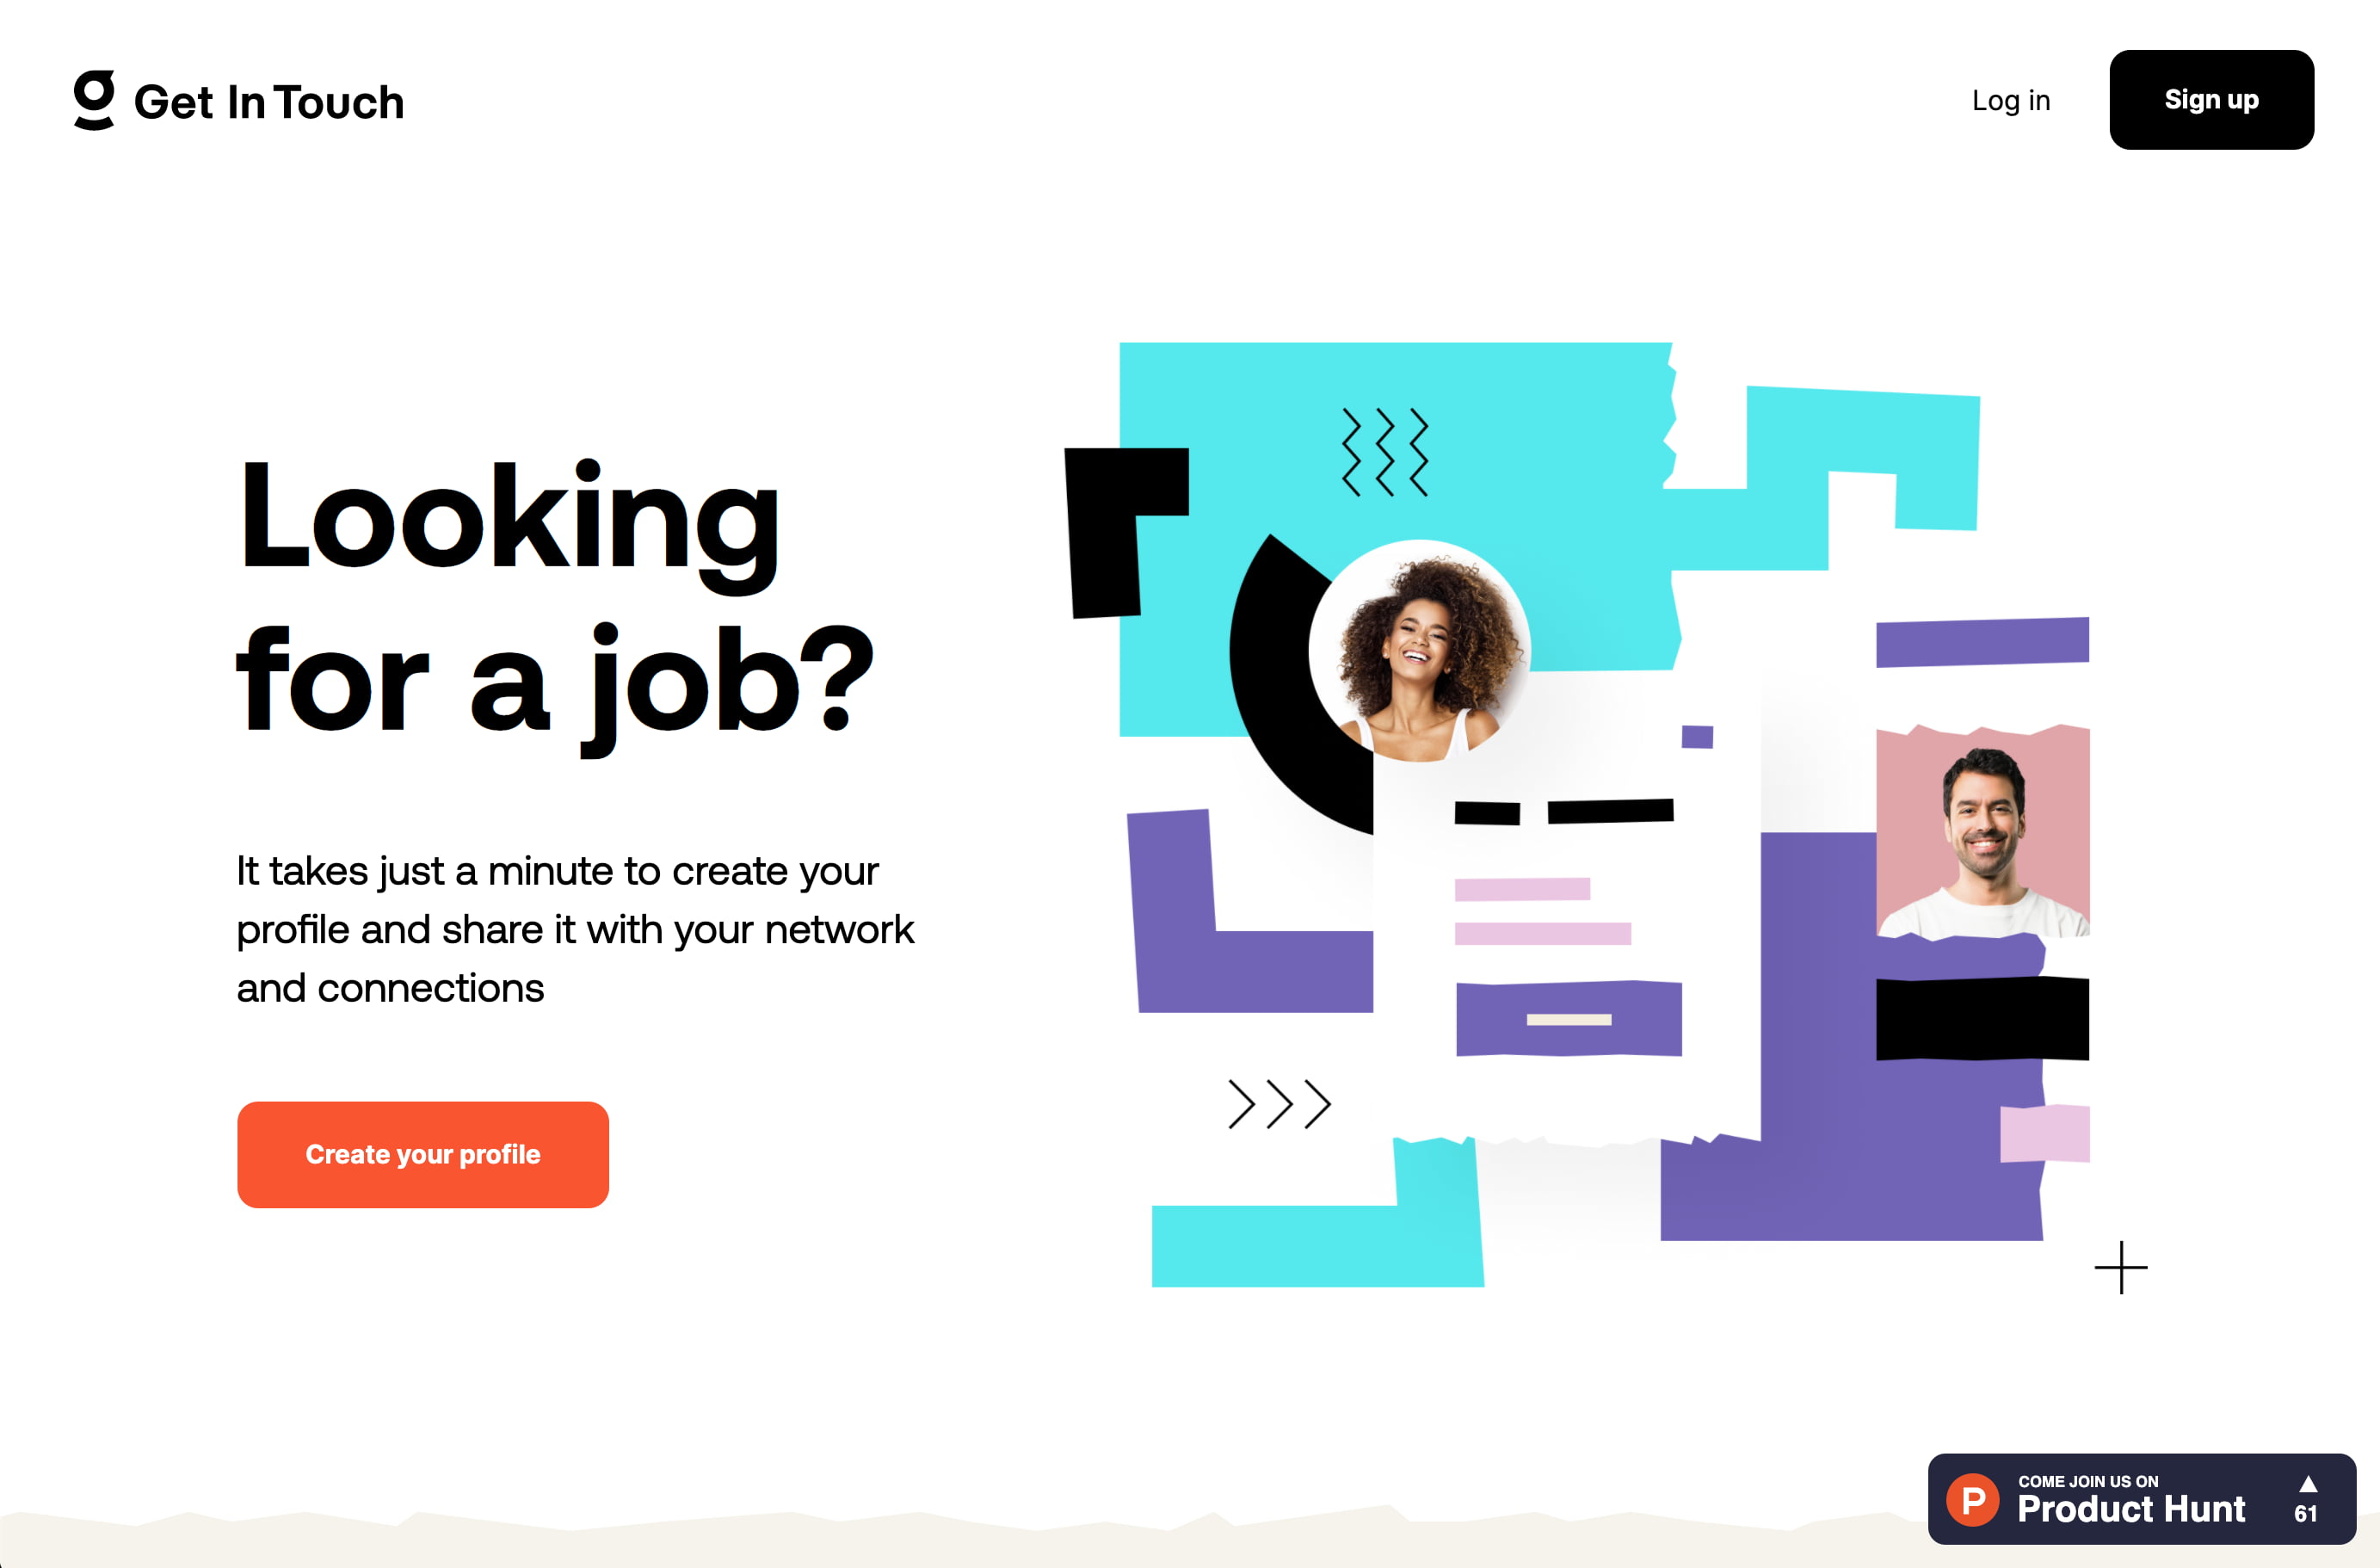 Get In Touch
Log in
Sign up
Looking
for a job?
It takes just a minute to create your
profile and share it with your network
and connections
Create your profile
P
COME JOIN US ON
Product Hunt
61